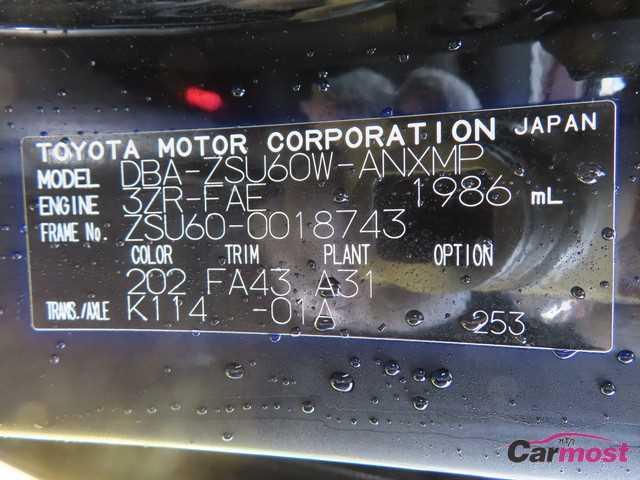 TOYOTA MOTOR CORPORATION JAPAN
MODEL DBA-ZSU60W-ANXMP
ENGINE 3ZR-FAE 1986 mL
FRAME No. ZSU60-0018743
COLOR TRIM PLANT OPTION
202 FA43 A31
TRANS./AXLE K114 -01A 253
Carmost